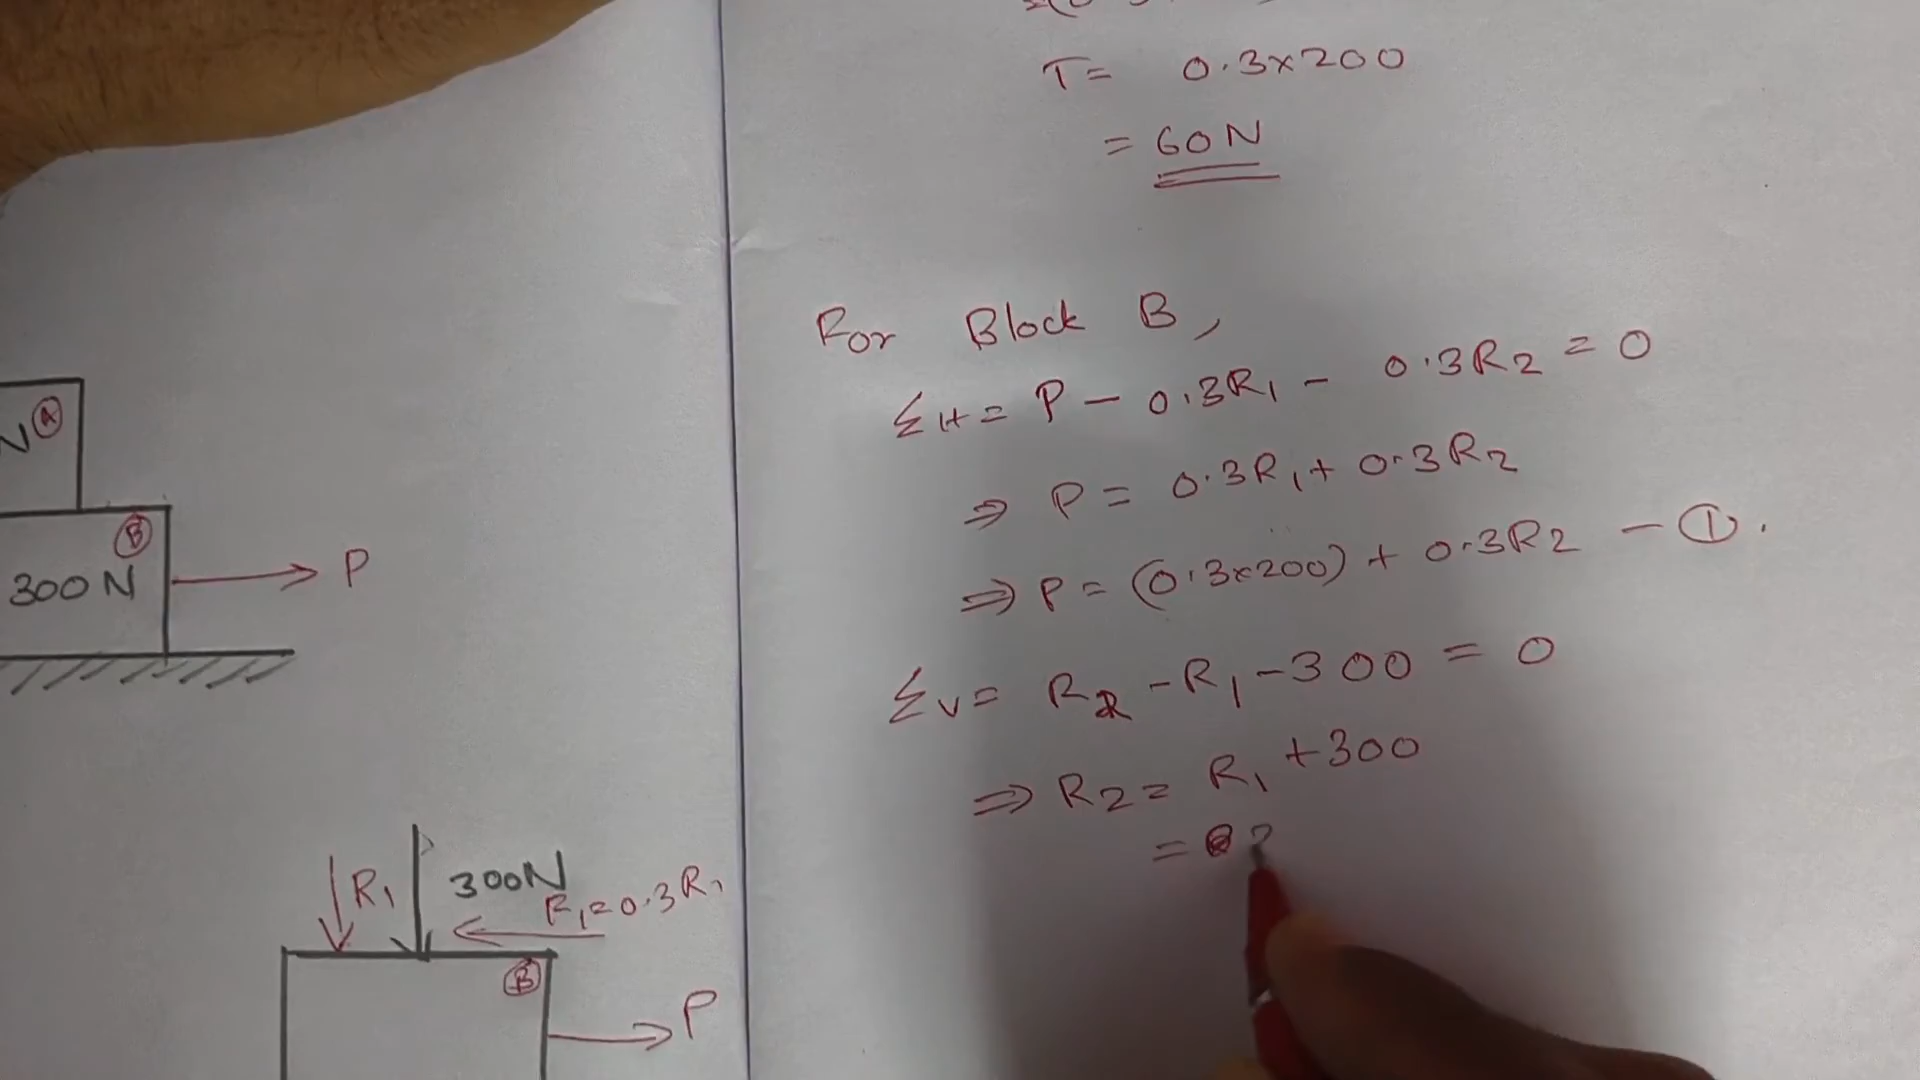 T = 0.3×200
= 60N
For Block B,
ΣH = P - 0.3R₁ - 0.3R₂ = 0
⇒ P = 0.3R₁ + 0.3R₂
⇒ P = (0.3×200) + 0.3R₂ - ①.
ΣV = R₂ - R₁ - 300 = 0
⇒ R₂ = R₁ + 300
=
N Ⓐ
Ⓑ
300N
P
R₁
300N
F₁=0.3R₁
Ⓑ
P